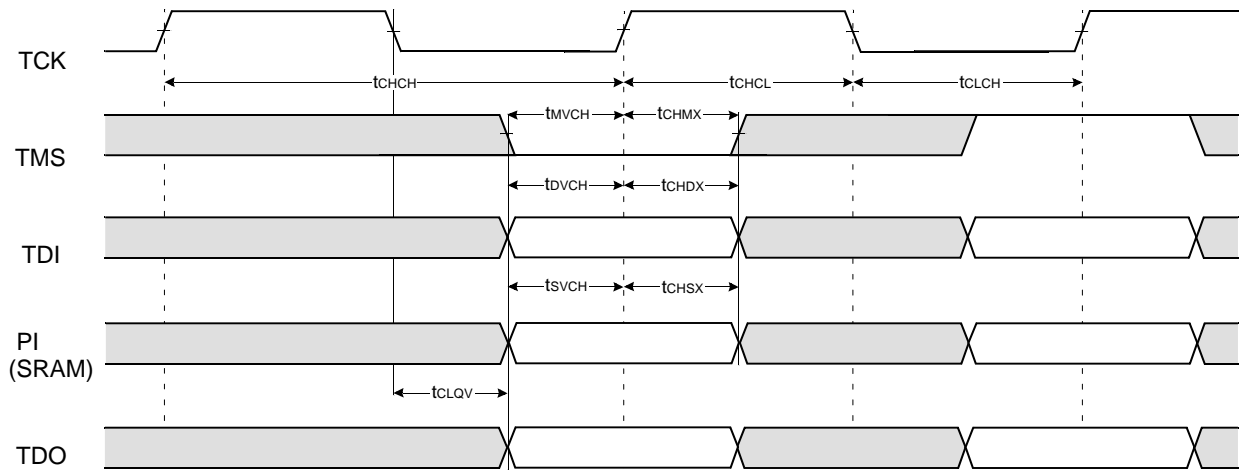 TCK
tCHCH
tCHCL
tCLCH
tMVCH
tCHMX
TMS
tDVCH
tCHDX
TDI
tSVCH
tCHSX
PI
(SRAM)
tCLQV
TDO